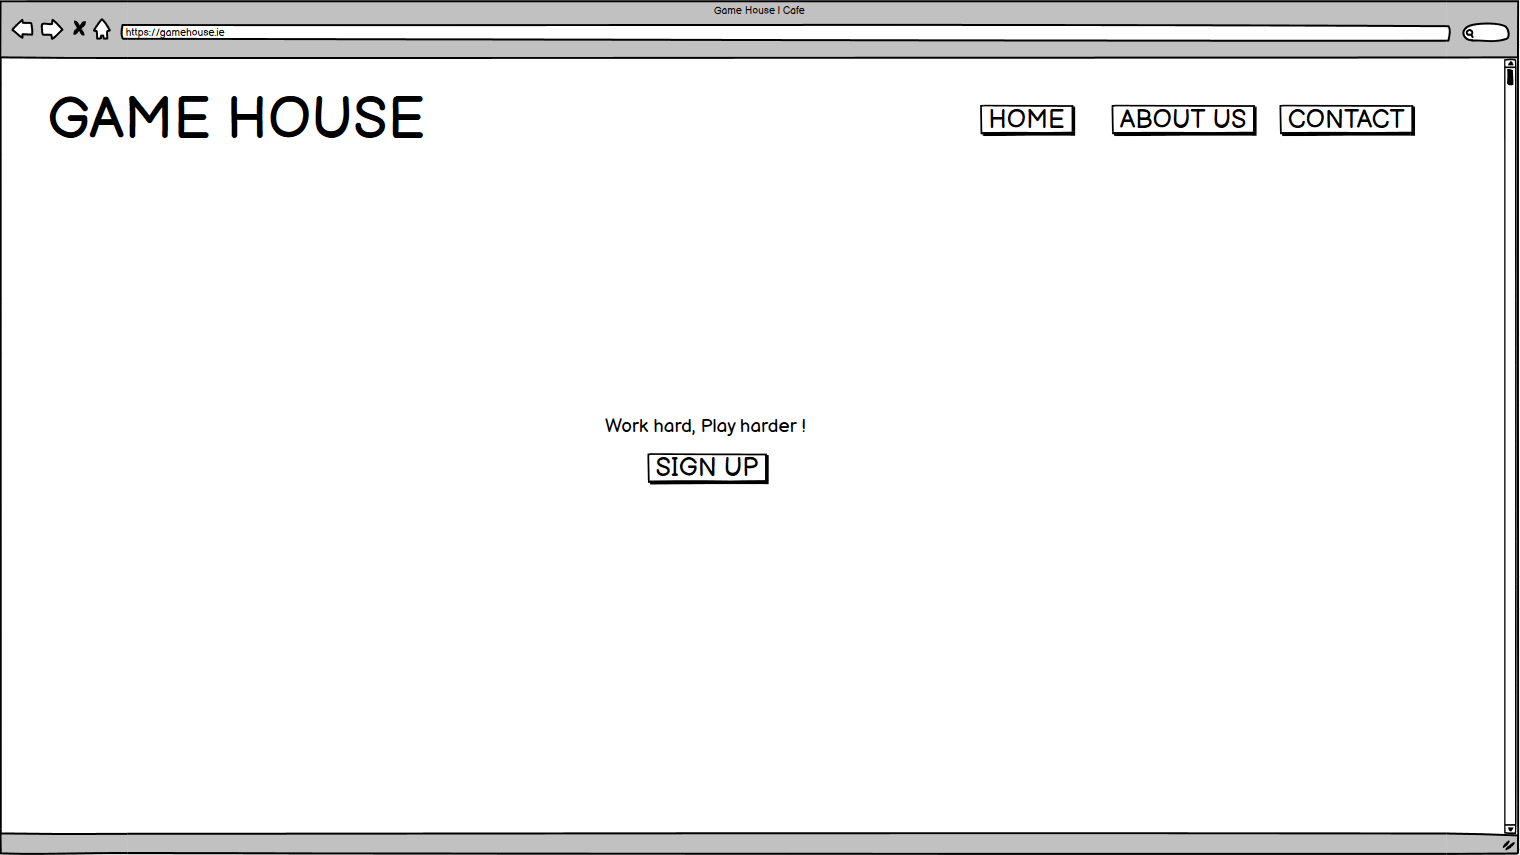 Game House | Cafe
https://gamehouse.ie
GAME HOUSE
HOME
ABOUT US
CONTACT
Work hard, Play harder !
SIGN UP